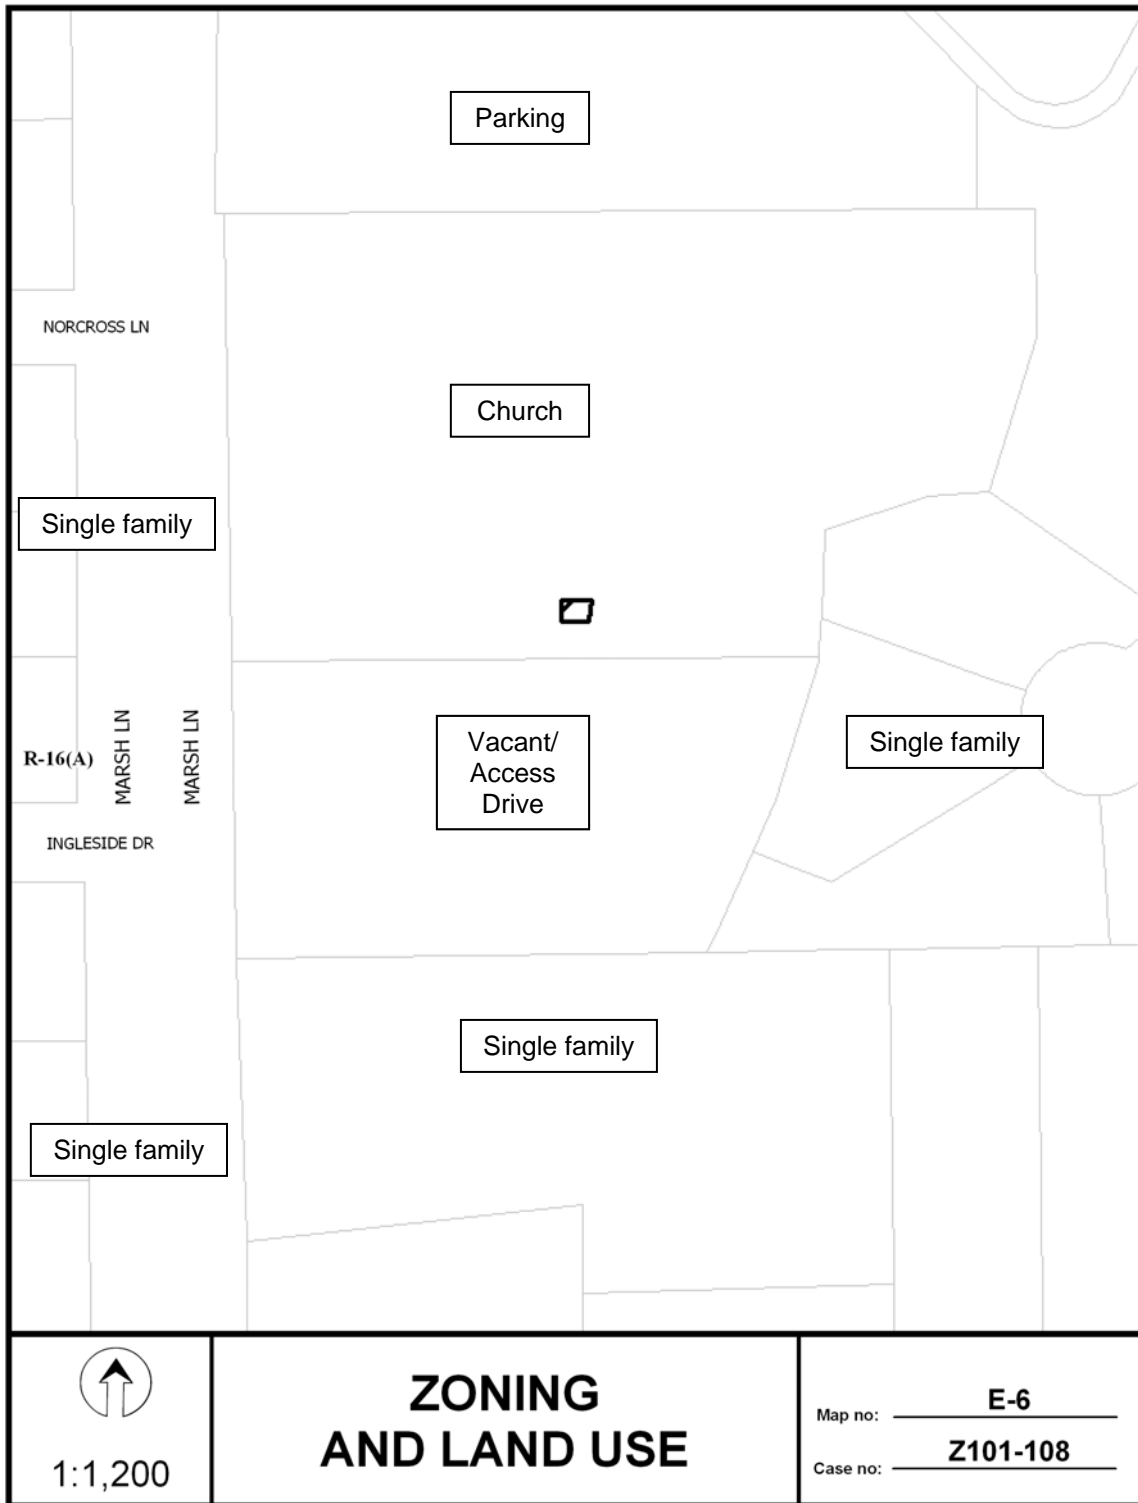 Parking
NORCROSS LN
Church
Single family
R-16(A)
MARSH LN
MARSH LN
Vacant/
Access
Drive
Single family
INGLESIDE DR
Single family
Single family
1:1,200
ZONING
AND LAND USE
Map no: E-6
Case no: Z101-108